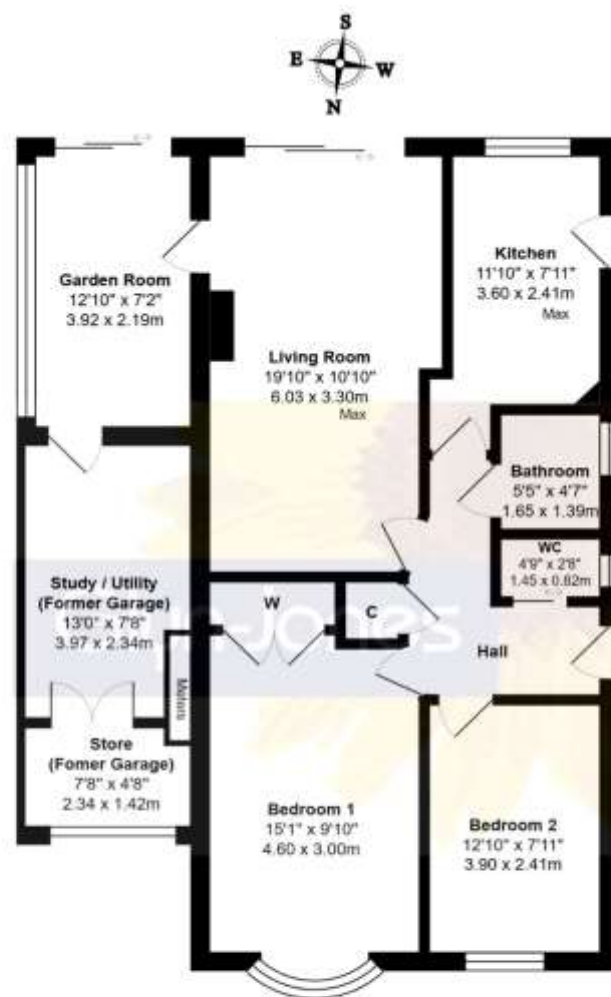 S
E
W
N
Garden Room
12'10" x 7'2"
3.92 x 2.19m
Living Room
19'10" x 10'10"
6.03 x 3.30m
Max
Kitchen
11'10" x 7'11"
3.60 x 2.41m
Max
Bathroom
5'5" x 4'7"
1.65 x 1.39m
WC
4'9" x 2'8"
1.45 x 0.82m
Study / Utility
(Former Garage)
13'0" x 7'8"
3.97 x 2.34m
W
C
Hall
Meters
Store
(Fomer Garage)
7'8" x 4'8"
2.34 x 1.42m
Bedroom 1
15'1" x 9'10"
4.60 x 3.00m
Bedroom 2
12'10" x 7'11"
3.90 x 2.41m